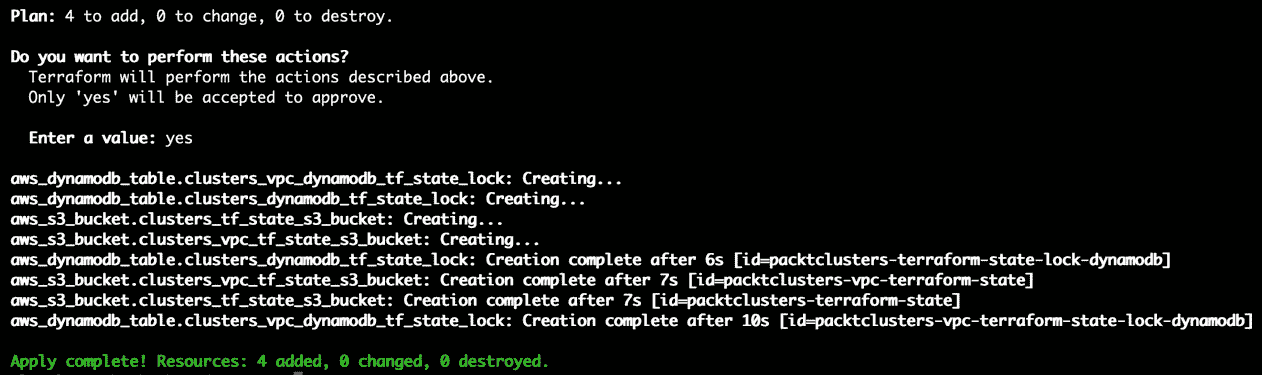 Plan: 4 to add, 0 to change, 0 to destroy.
Do you want to perform these actions?
Terraform will perform the actions described above.
Only 'yes' will be accepted to approve.
Enter a value: yes
aws_dynamodb_table.clusters_vpc_dynamodb_tf_state_lock: Creating...
aws_dynamodb_table.clusters_dynamodb_tf_state_lock: Creating...
aws_s3_bucket.clusters_tf_state_s3_bucket: Creating...
aws_s3_bucket.clusters_vpc_tf_state_s3_bucket: Creating...
aws_dynamodb_table.clusters_dynamodb_tf_state_lock: Creation complete after 6s [id=packtclusters-terraform-state-lock-dynamodb]
aws_s3_bucket.clusters_vpc_tf_state_s3_bucket: Creation complete after 7s [id=packtclusters-vpc-terraform-state]
aws_s3_bucket.clusters_tf_state_s3_bucket: Creation complete after 7s [id=packtclusters-terraform-state]
aws_dynamodb_table.clusters_vpc_dynamodb_tf_state_lock: Creation complete after 10s [id=packtclusters-vpc-terraform-state-lock-dynamodb]
Apply complete! Resources: 4 added, 0 changed, 0 destroyed.